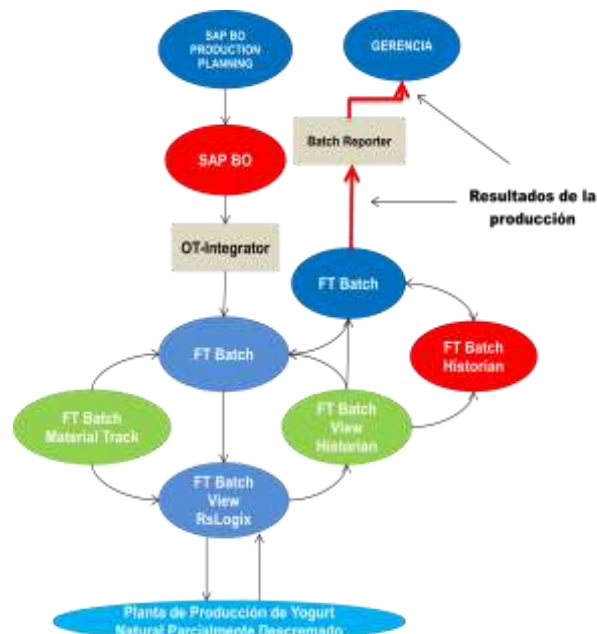 SAP BO
PRODUCTION
PLANNING
GERENCIA
SAP BO
Batch Reporter
Resultados de la
producción
OT-Integrator
FT Batch
FT Batch
FT Batch
Historian
FT Batch
Material Track
FT Batch
View
Historian
FT Batch
View
RsLogix
Planta de Producción de Yogurt
Natural Parcialmente Descremado